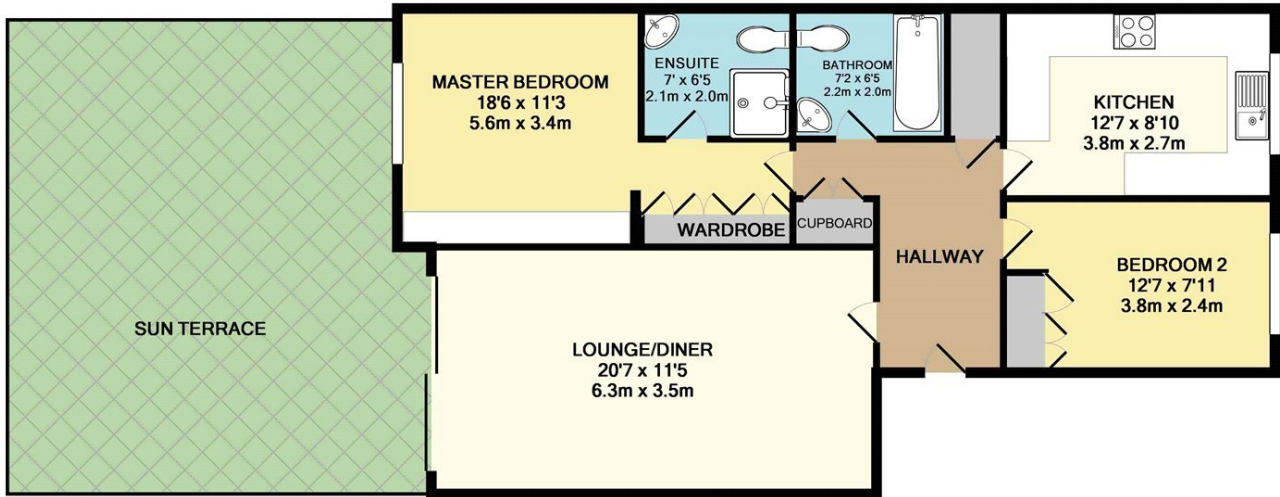 MASTER BEDROOM
18'6 x 11'3
5.6m x 3.4m
ENSUITE
7' x 6'5
2.1m x 2.0m
BATHROOM
7'2 x 6'5
2.2m x 2.0m
KITCHEN
12'7 x 8'10
3.8m x 2.7m
WARDROBE
CUPBOARD
HALLWAY
BEDROOM 2
12'7 x 7'11
3.8m x 2.4m
SUN TERRACE
LOUNGE/DINER
20'7 x 11'5
6.3m x 3.5m